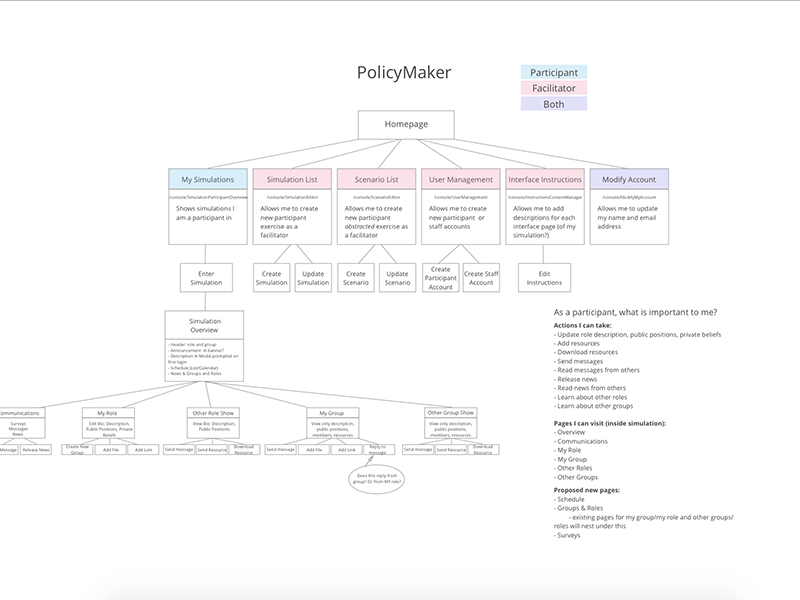 PolicyMaker
Participant
Facilitator
Both
Homepage
My Simulations
/console/SimulationParticipantOverview
Shows simulations I
am a participant in
Simulation List
/console/SimulationEditor
Allows me to create
new participant
exercise as a
facilitator
Scenario List
/console/ScenarioEditor
Allows me to create
new participant
abstracted exercise as
a facilitator
User Management
/console/UserManagement
Allows me to create
new participant or
staff accounts
Interface Instructions
/console/InstructionsContentManager
Allows me to add
descriptions for each
interface page (of my
simulation?)
Modify Account
/console/ModifyMyAccount
Allows me to update
my name and email
address
Enter
Simulation
Create
Simulation
Update
Simulation
Create
Scenario
Update
Scenario
Create
Participant
Account
Create Staff
Account
Edit
Instructions
Simulation
Overview
- Header: role and group
- Announcement in banner?
- Description in Modal prompted on
first login
- Schedule (List/Calendar)
- News & Groups and Roles
ommunications
Surveys
Messages
News
Message
Release News
My Role
Edit Bio: Description,
Public Positions, Private
Beliefs
Create New
Group
Add File
Add Link
Other Role Show
View Bio: Description,
Public Positions
Send message
Send Resource
Download
Resource
My Group
View only description,
public positions,
members, resources
Send message
Add File
Add Link
Reply to
message
Does this reply from
group? Or from MY role?
Other Group Show
View only description,
public positions,
members, resources
Send message
Send Resource
Download
Resource
As a participant, what is important to me?
Actions I can take:
- Update role description, public positions, private beliefs
- Add resources
- Download resources
- Send messages
- Read messages from others
- Release news
- Read news from others
- Learn about other roles
- Learn about other groups
Pages I can visit (inside simulation):
- Overview
- Communications
- My Role
- My Group
- Other Roles
- Other Groups
Proposed new pages:
- Schedule
- Groups & Roles
- existing pages for my group/my role and other groups/
roles will nest under this
- Surveys